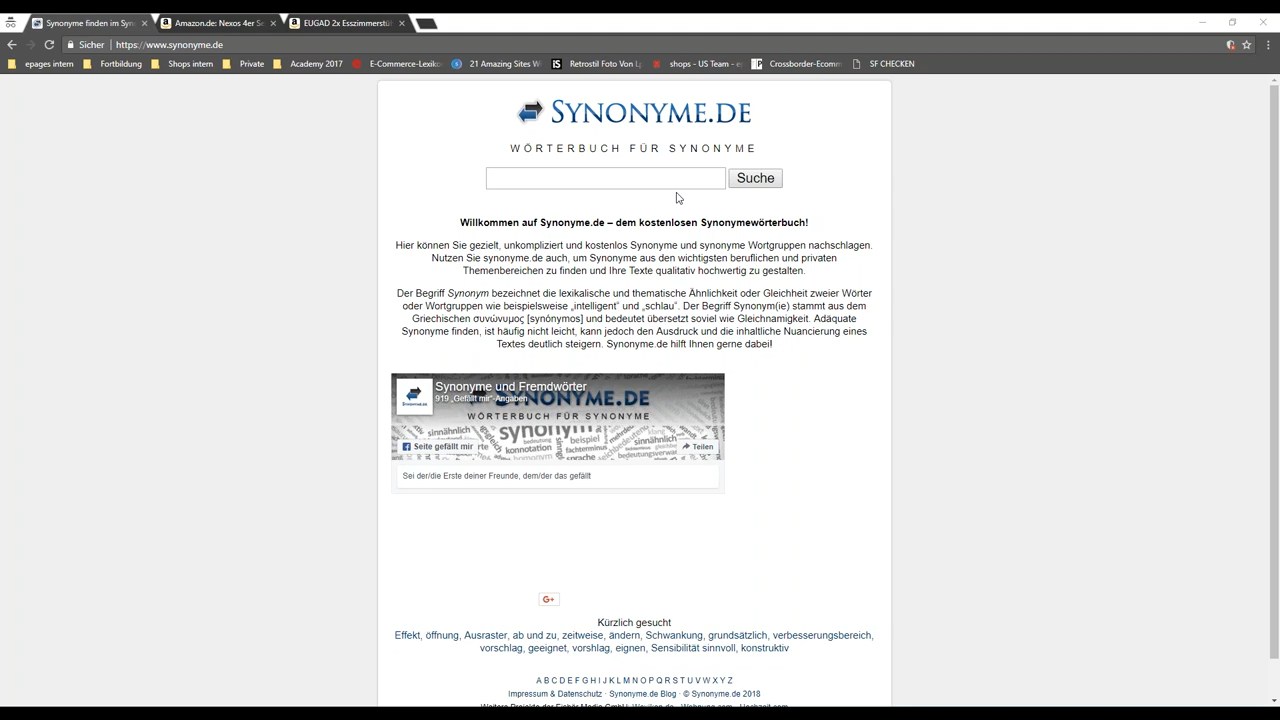 Synonyme finden im Syn
Amazon.de: Nexos 4er Se
EUGAD 2x Esszimmerstü
Sicher
https://www.synonyme.de
epages intern
Fortbildung
Shops intern
Private
Academy 2017
E-Commerce-Lexiko
21 Amazing Sites Wi
Retrostil Foto Von L
shops - US Team - e
Crossborder-Ecomm
SF CHECKEN
SYNONYME.DE
WÖRTERBUCH FÜR SYNONYME
Suche
Willkommen auf Synonyme.de – dem kostenlosen Synonymewörterbuch!
Hier können Sie gezielt, unkompliziert und kostenlos Synonyme und synonyme Wortgruppen nachschlagen.
Nutzen Sie synonyme.de auch, um Synonyme aus den wichtigsten beruflichen und privaten
Themenbereichen zu finden und Ihre Texte qualitativ hochwertig zu gestalten.
Der Begriff Synonym bezeichnet die lexikalische und thematische Ähnlichkeit oder Gleichheit zweier Wörter
oder Wortgruppen wie beispielsweise „intelligent“ und „schlau“. Der Begriff Synonym(ie) stammt aus dem
Griechischen συνώνυμος [synōnymos] und bedeutet übersetzt soviel wie Gleichnamigkeit. Adäquate
Synonyme finden, ist häufig nicht leicht, kann jedoch den Ausdruck und die inhaltliche Nuancierung eines
Textes deutlich steigern. Synonyme.de hilft Ihnen gerne dabei!
Synonyme und Fremdwörter
919 „Gefällt mir“-Angaben
SYNONYME.DE
WÖRTERBUCH FÜR SYNONYME
Seite gefällt mir
Teilen
Sei der/die Erste deiner Freunde, dem/der das gefällt
G+
Kürzlich gesucht
Effekt, öffnung, Ausraster, ab und zu, zeitweise, ändern, Schwankung, grundsätzlich, verbesserungsbereich,
vorschlag, geeignet, vorshlag, eignen, Sensibilität sinnvoll, konstruktiv
A B C D E F G H I J K L M N O P Q R S T U V W X Y Z
Impressum & Datenschutz · Synonyme.de Blog · © Synonyme.de 2018